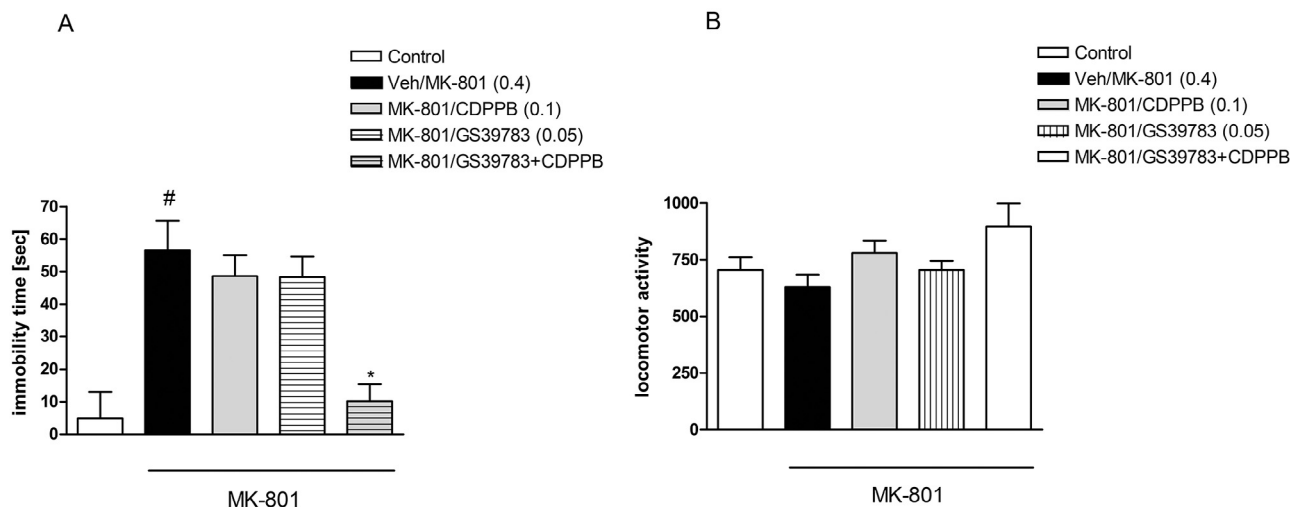 A
Control
Veh/MK-801 (0.4)
MK-801/CDPPB (0.1)
MK-801/GS39783 (0.05)
MK-801/GS39783+CDPPB
immobility time [sec]
70
60
50
40
30
20
10
0
#
*
MK-801
B
Control
Veh/MK-801 (0.4)
MK-801/CDPPB (0.1)
MK-801/GS39783 (0.05)
MK-801/GS39783+CDPPB
locomotor activity
1000
750
500
250
0
MK-801